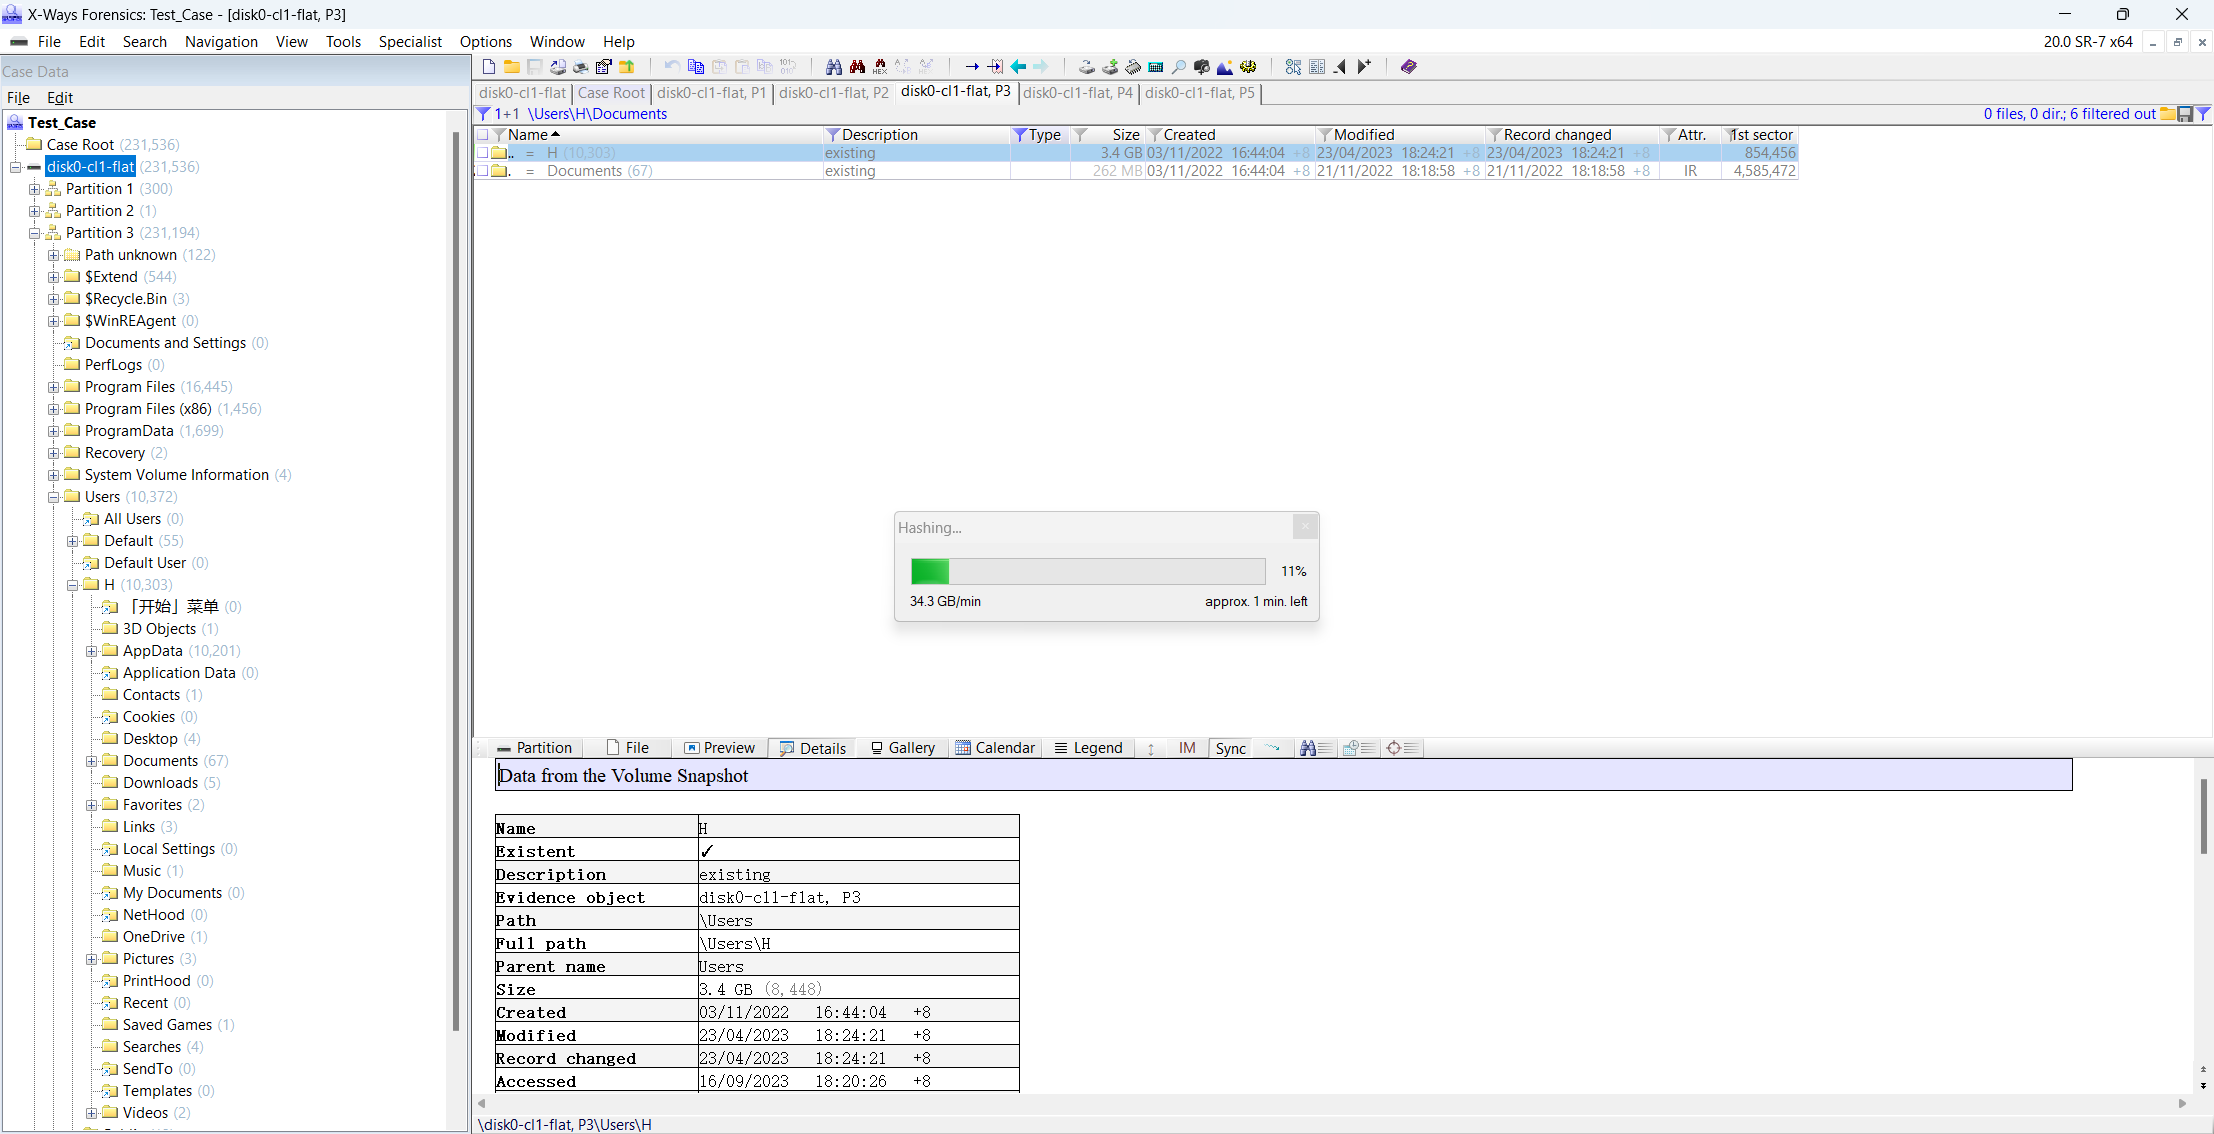 X-Ways Forensics: Test_Case - [disk0-cl1-flat, P3]
File Edit Search Navigation View Tools Specialist Options Window Help 20.0 SR-7 x64
Case Data
File Edit
Test_Case
Case Root (231,536)
disk0-cl1-flat (231,536)
Partition 1 (300)
Partition 2 (1)
Partition 3 (231,194)
Path unknown (122)
$Extend (544)
$Recycle.Bin (3)
$WinREAgent (0)
Documents and Settings (0)
PerfLogs (0)
Program Files (16,445)
Program Files (x86) (1,456)
ProgramData (1,699)
Recovery (2)
System Volume Information (4)
Users (10,372)
All Users (0)
Default (55)
Default User (0)
H (10,303)
「开始」菜单 (0)
3D Objects (1)
AppData (10,201)
Application Data (0)
Contacts (1)
Cookies (0)
Desktop (4)
Documents (67)
Downloads (5)
Favorites (2)
Links (3)
Local Settings (0)
Music (1)
My Documents (0)
NetHood (0)
OneDrive (1)
Pictures (3)
PrintHood (0)
Recent (0)
Saved Games (1)
Searches (4)
SendTo (0)
Templates (0)
Videos (2)
disk0-cl1-flat Case Root disk0-cl1-flat, P1 disk0-cl1-flat, P2 disk0-cl1-flat, P3 disk0-cl1-flat, P4 disk0-cl1-flat, P5
1+1 \Users\H\Documents 0 files, 0 dir.; 6 filtered out
Name Description Type Size Created Modified Record changed Attr. 1st sector
.. = H (10,303) existing 3.4 GB 03/11/2022 16:44:04 +8 23/04/2023 18:24:21 +8 23/04/2023 18:24:21 +8 854,456
. = Documents (67) existing 262 MB 03/11/2022 16:44:04 +8 21/11/2022 18:18:58 +8 21/11/2022 18:18:58 +8 IR 4,585,472
Hashing...
11%
34.3 GB/min approx. 1 min. left
Partition File Preview Details Gallery Calendar Legend IM Sync
Data from the Volume Snapshot
Name H
Existent ✓
Description existing
Evidence object disk0-cl1-flat, P3
Path \Users
Full path \Users\H
Parent name Users
Size 3.4 GB (8,448)
Created 03/11/2022 16:44:04 +8
Modified 23/04/2023 18:24:21 +8
Record changed 23/04/2023 18:24:21 +8
Accessed 16/09/2023 18:20:26 +8
\disk0-cl1-flat, P3\Users\H